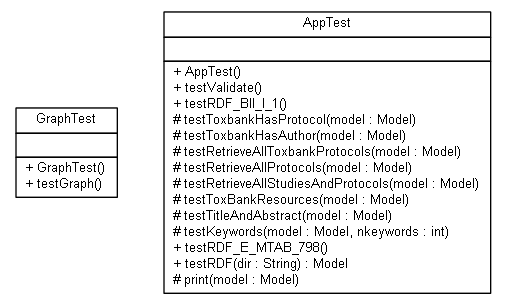 GraphTest
+ GraphTest()
+ testGraph()
AppTest
+ AppTest()
+ testValidate()
+ testRDF_BII_I_1()
# testToxbankHasProtocol(model : Model)
# testToxbankHasAuthor(model : Model)
# testRetrieveAllToxbankProtocols(model : Model)
# testRetrieveAllProtocols(model : Model)
# testRetrieveAllStudiesAndProtocols(model : Model)
# testToxBankResources(model : Model)
# testTitleAndAbstract(model : Model)
# testKeywords(model : Model, nkeywords : int)
+ testRDF_E_MTAB_798()
+ testRDF(dir : String) : Model
# print(model : Model)